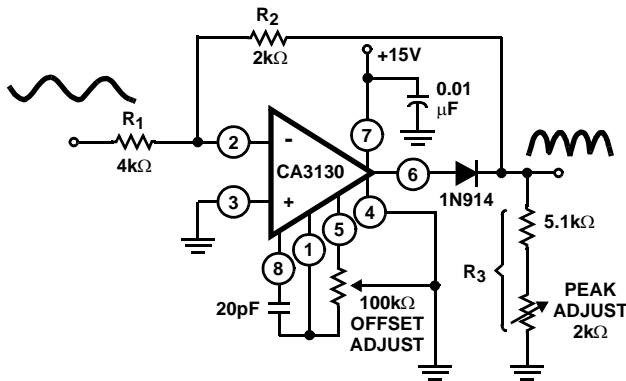 R2
2kΩ
+15V
0.01
μF
R1
4kΩ
2
-
7
CA3130
6
1N914
3
+
4
5
1
8
5.1kΩ
R3
20pF
100kΩ
OFFSET
ADJUST
PEAK
ADJUST
2kΩ